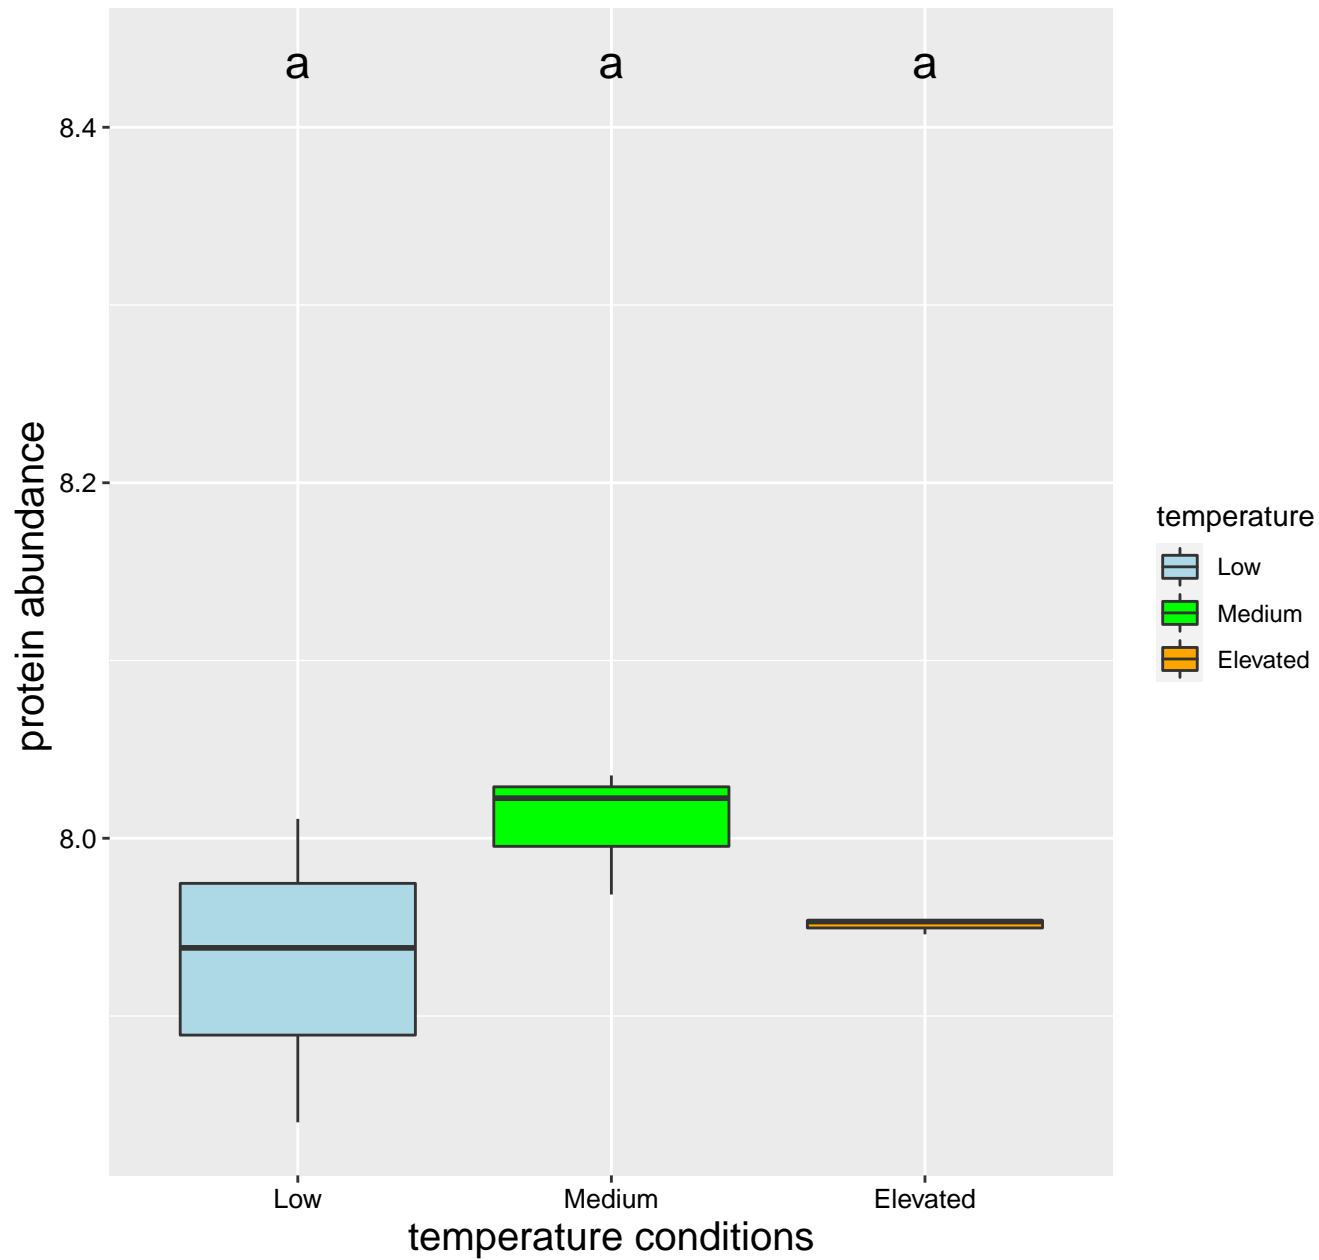 a a a
8.4
8.2
8.0
protein abundance
Low Medium Elevated
temperature conditions
temperature
Low
Medium
Elevated